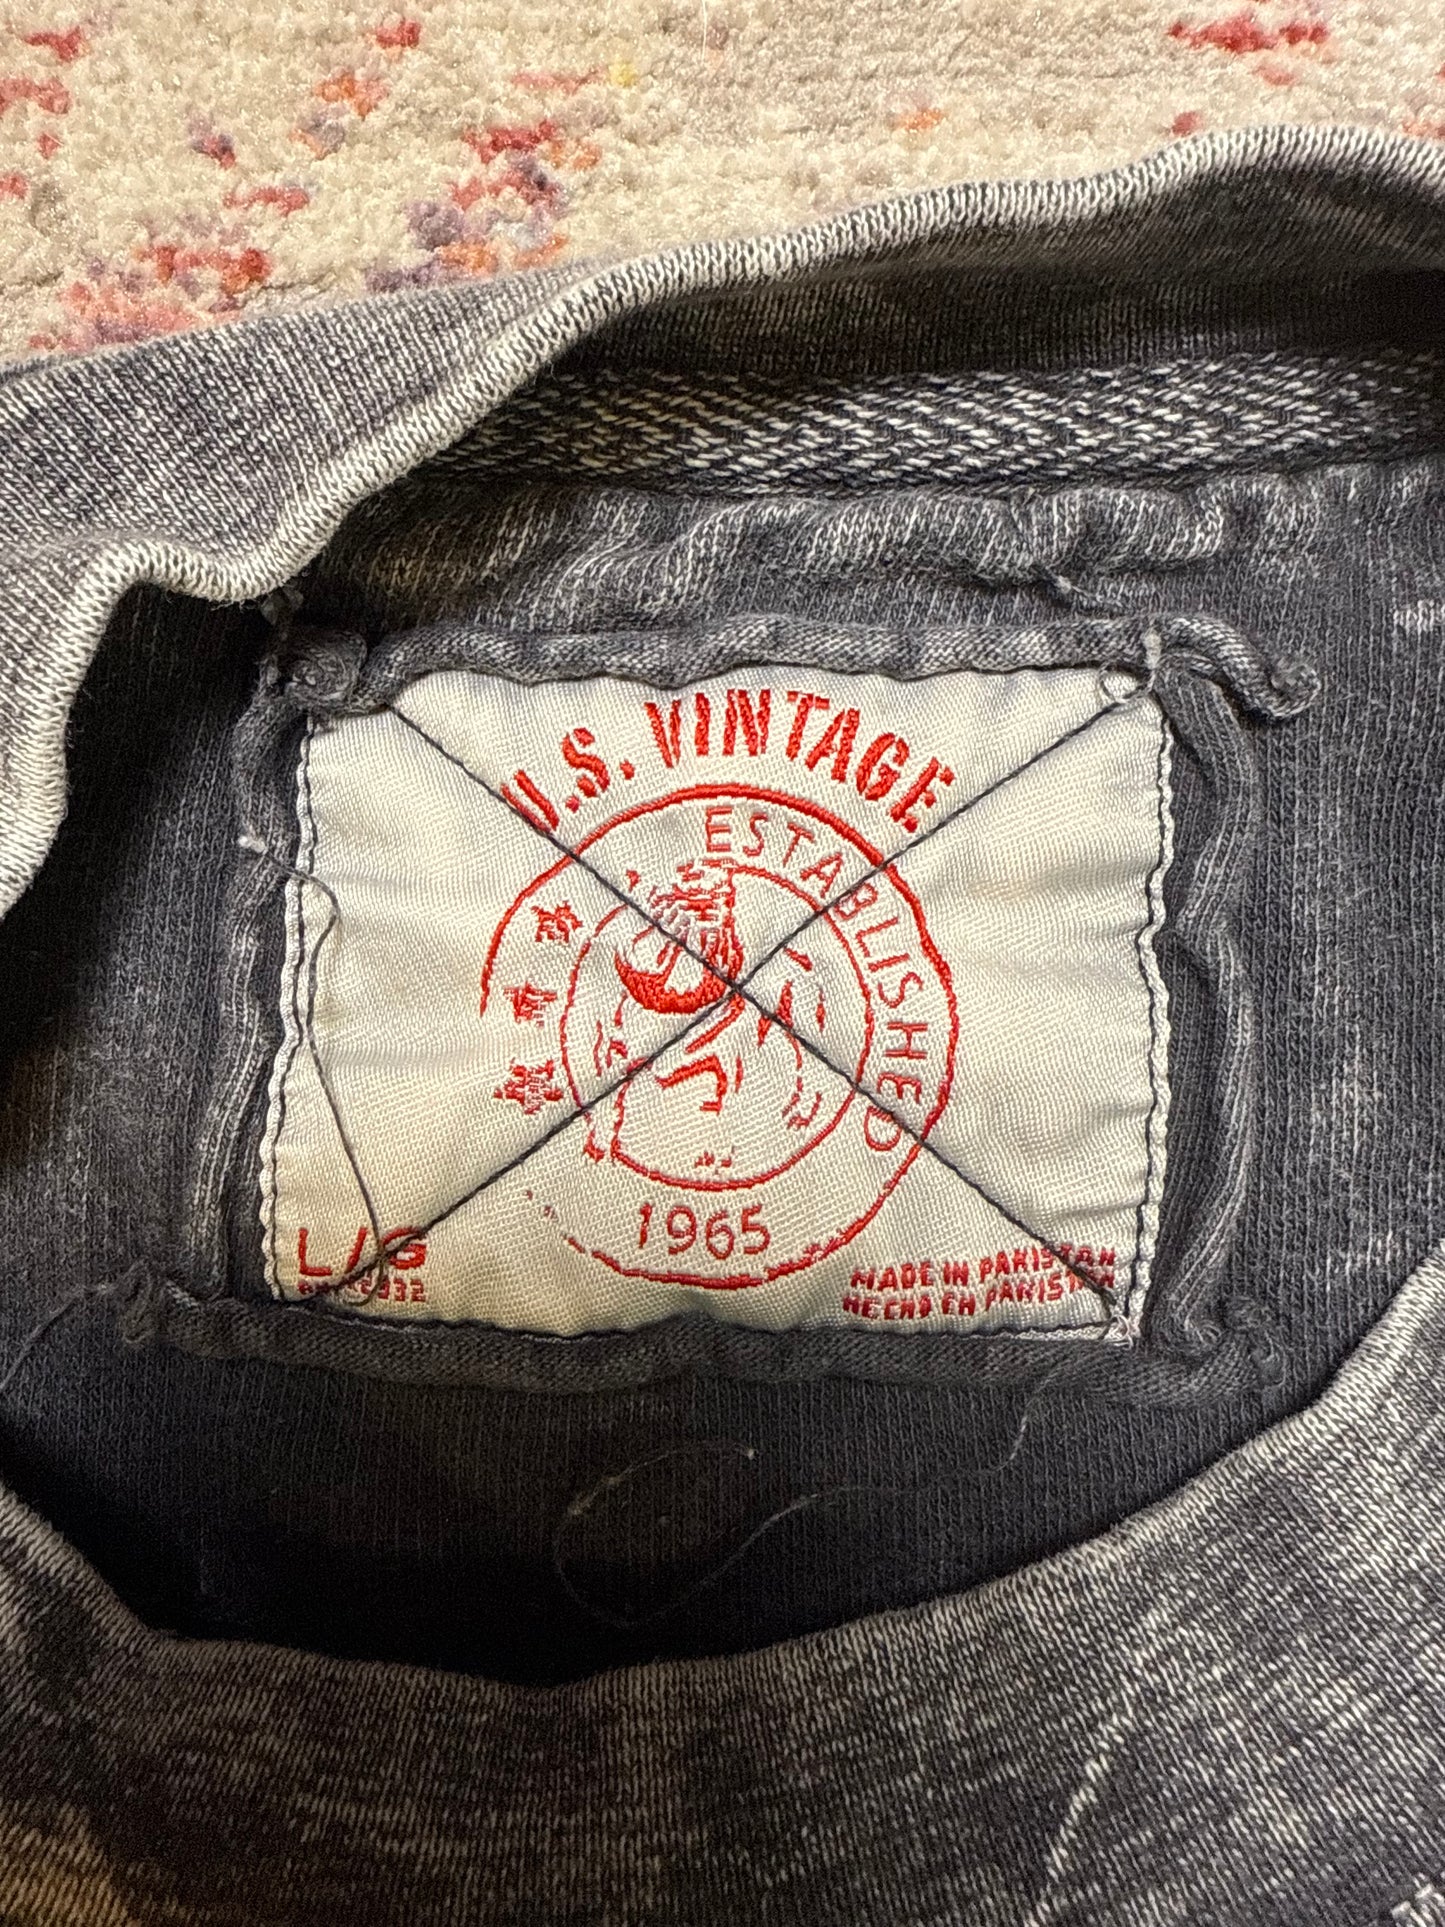 U.S. VINTAGE
ESTABLISHED
1965
L/G
MADE IN PAKISTAN
HECHO EN PAKISTAN